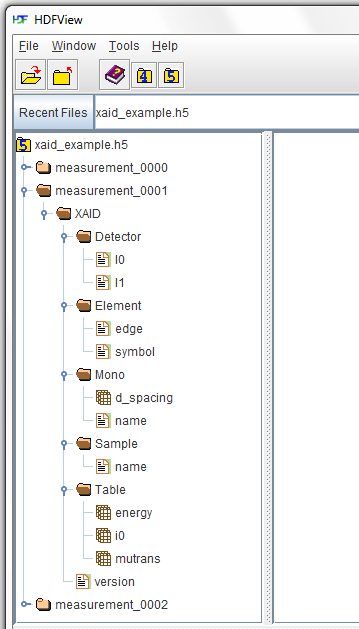 HDF HDFView
File Window Tools Help
? 4 5
Recent Files xaid_example.h5
5 xaid_example.h5
measurement_0000
measurement_0001
XAID
Detector
I0
I1
Element
edge
symbol
Mono
d_spacing
name
Sample
name
Table
energy
i0
mutrans
version
measurement_0002